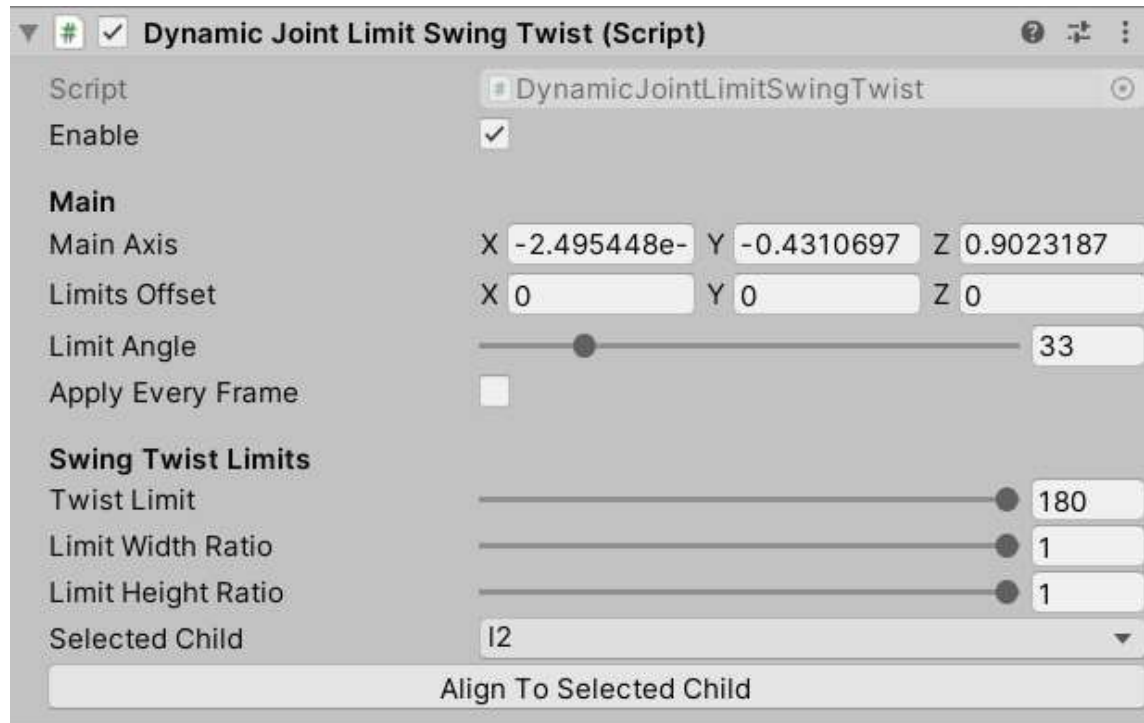 Dynamic Joint Limit Swing Twist (Script)
Script # DynamicJointLimitSwingTwist
Enable
Main
Main Axis X -2.495448e- Y -0.4310697 Z 0.9023187
Limits Offset X 0 Y 0 Z 0
Limit Angle 33
Apply Every Frame
Swing Twist Limits
Twist Limit 180
Limit Width Ratio 1
Limit Height Ratio 1
Selected Child I2
Align To Selected Child